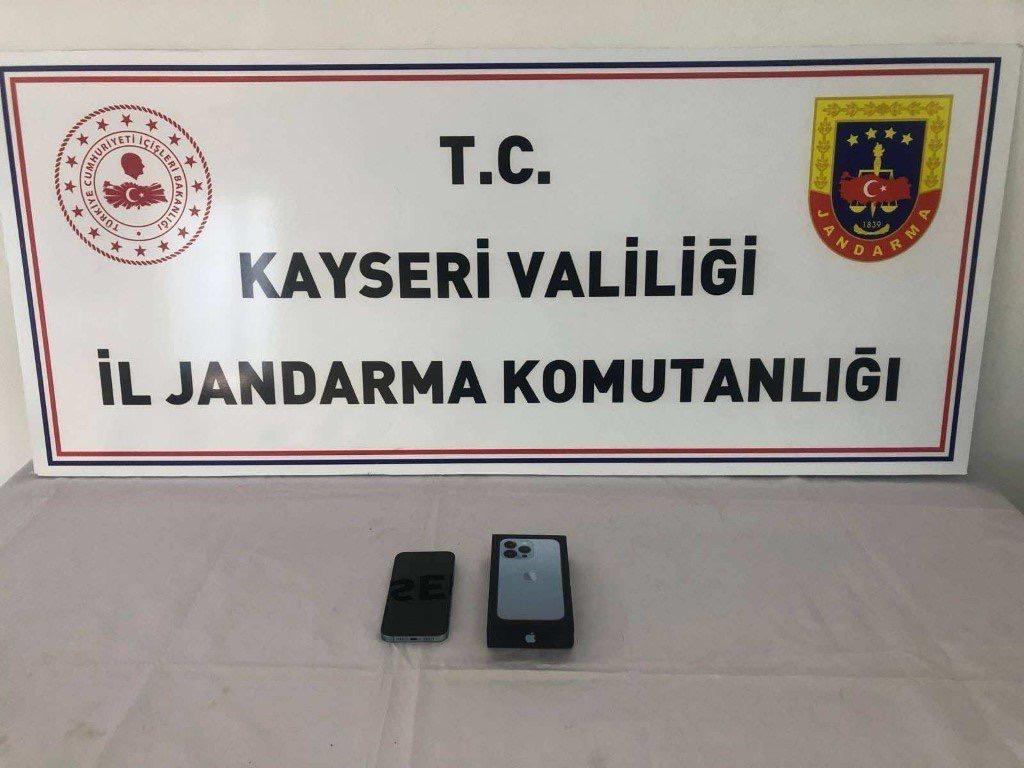 TÜRKİYE CUMHURİYETİ İÇİŞLERİ BAKANLIĞI
T.C.
KAYSERİ VALİLİĞİ
İL JANDARMA KOMUTANLIĞI
1839
JANDARMA